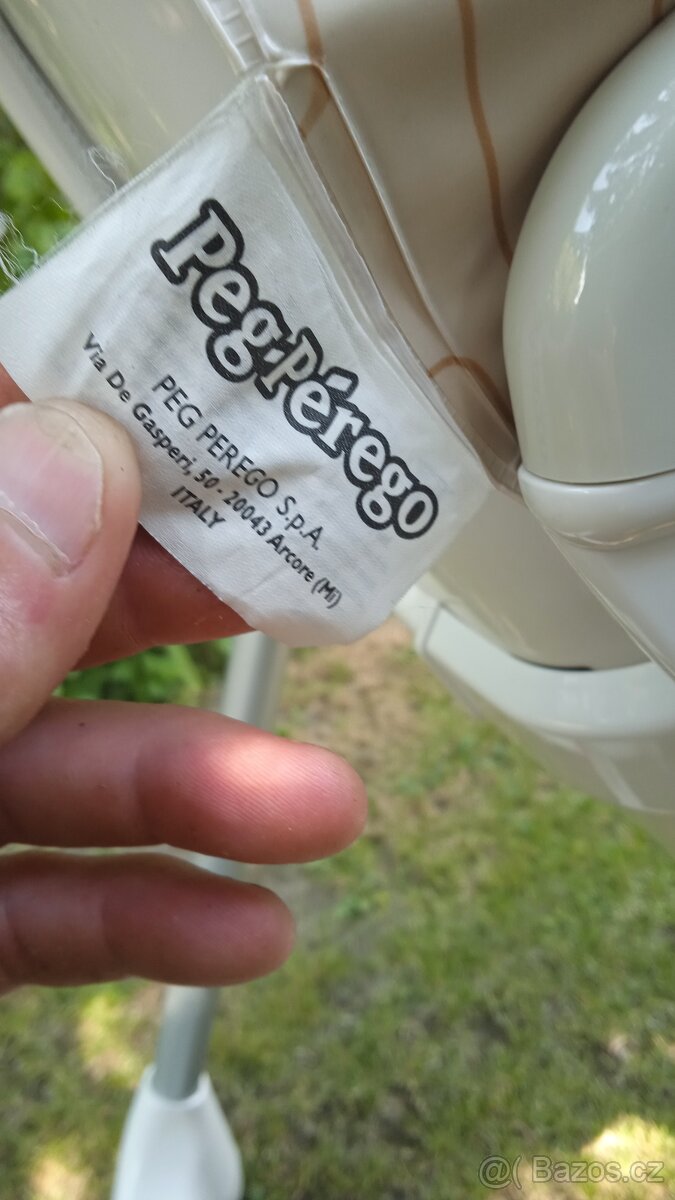 Peg-Pérego
PEG PEREGO S.p.A.
Via De Gasperi, 50 - 20043 Arcore (Mi)
ITALY
@( Bazos.cz